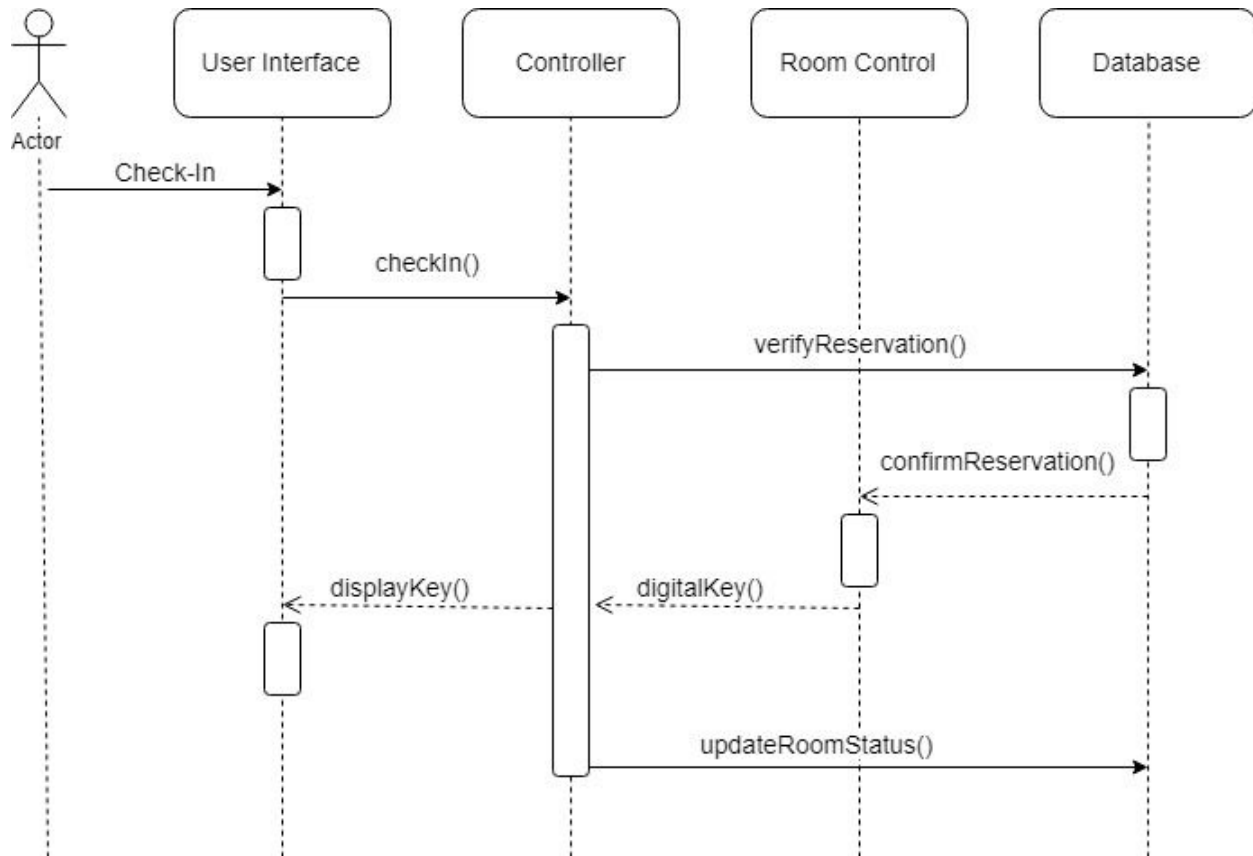 User Interface
Controller
Room Control
Database
Actor
Check-In
checkIn()
verifyReservation()
confirmReservation()
displayKey()
digitalKey()
updateRoomStatus()